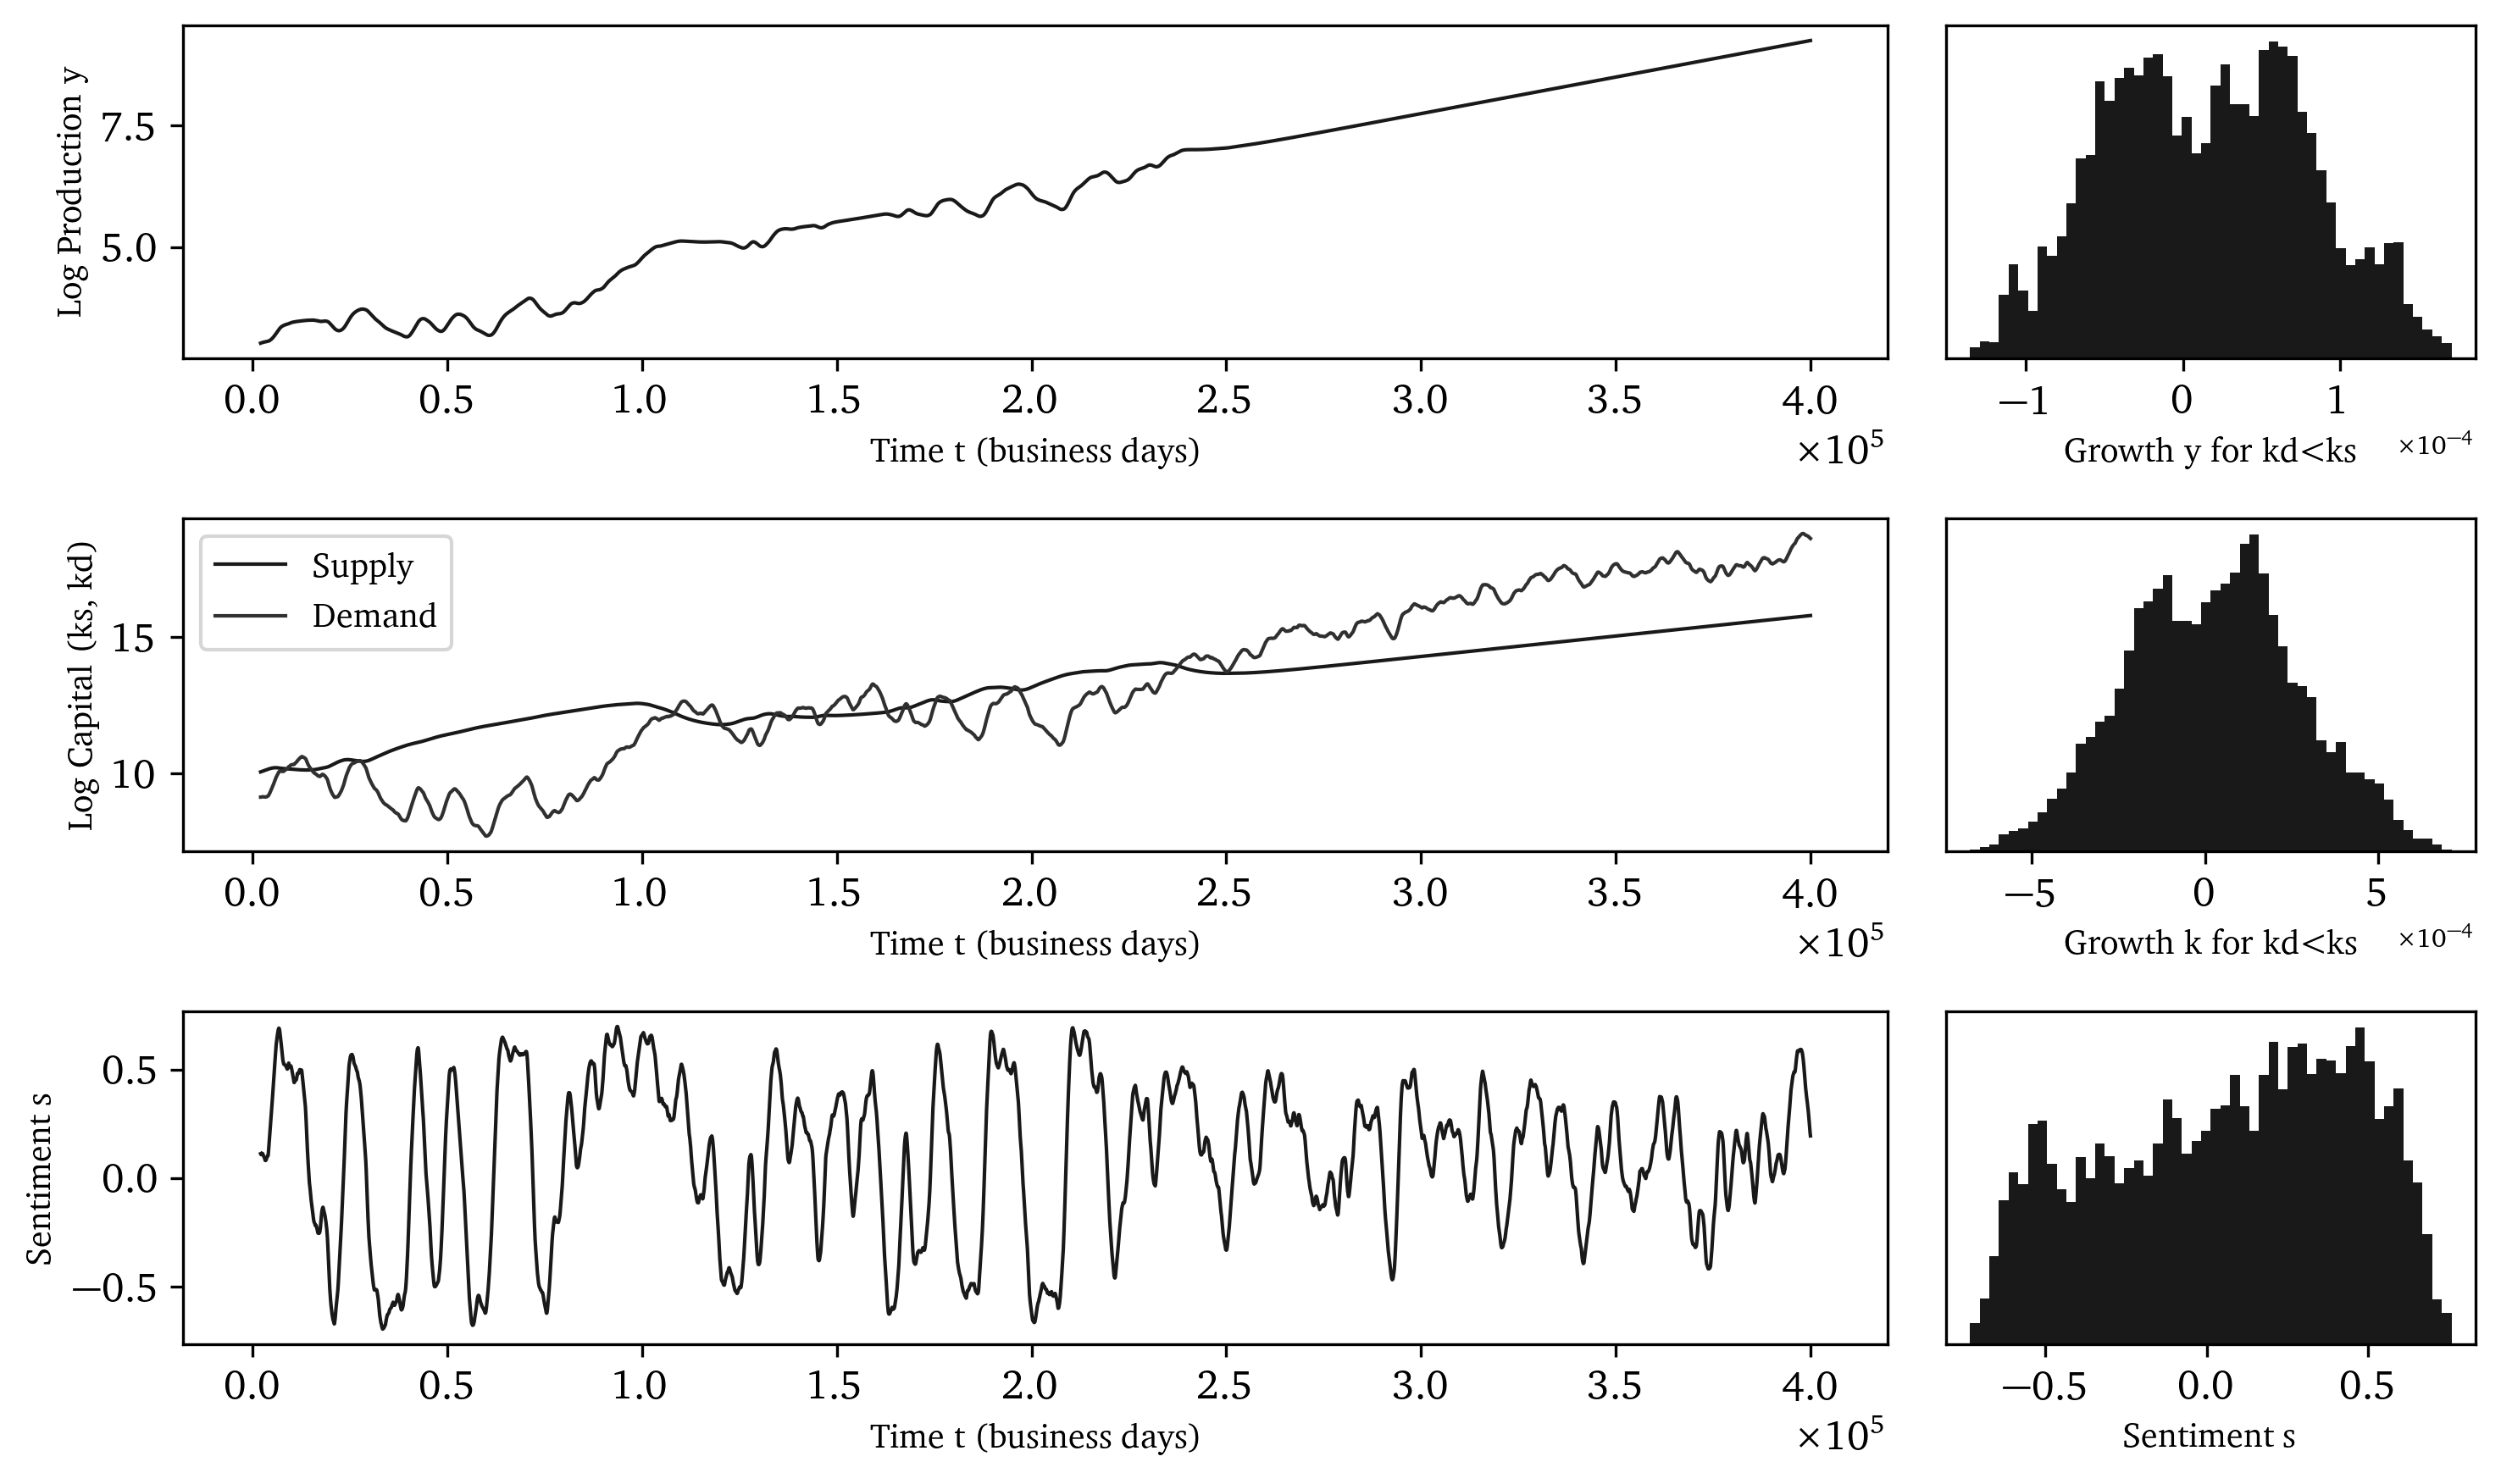 Log Production y
7.5
5.0
0.0 0.5 1.0 1.5 2.0 2.5 3.0 3.5 4.0
Time t (business days)
×10⁵
−1 0 1
Growth y for kd<ks
×10⁻⁴
Log Capital (ks, kd)
15
10
Supply
Demand
0.0 0.5 1.0 1.5 2.0 2.5 3.0 3.5 4.0
Time t (business days)
×10⁵
−5 0 5
Growth k for kd<ks
×10⁻⁴
Sentiment s
0.5
0.0
−0.5
0.0 0.5 1.0 1.5 2.0 2.5 3.0 3.5 4.0
Time t (business days)
×10⁵
−0.5 0.0 0.5
Sentiment s